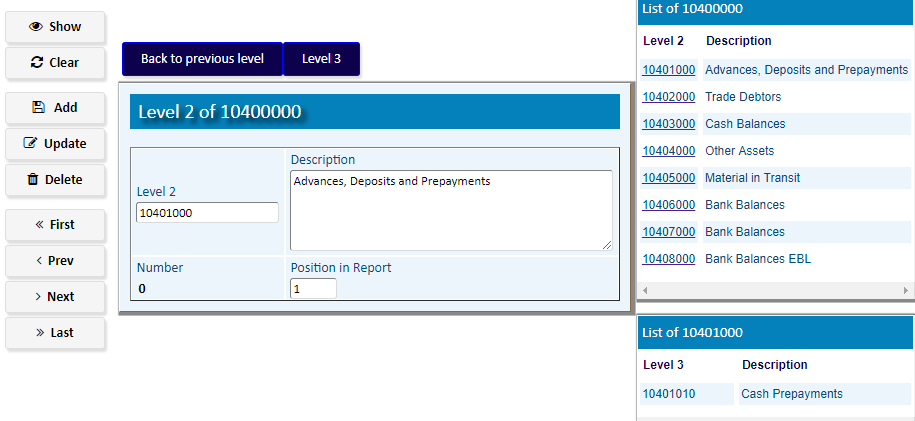 Show
Clear
Add
Update
Delete
First
Prev
Next
Last
Back to previous level
Level 3
Level 2 of 10400000
Level 2
10401000
Description
Advances, Deposits and Prepayments
Number
0
Position in Report
1
List of 10400000
Level 2 Description
10401000 Advances, Deposits and Prepayments
10402000 Trade Debtors
10403000 Cash Balances
10404000 Other Assets
10405000 Material in Transit
10406000 Bank Balances
10407000 Bank Balances
10408000 Bank Balances EBL
List of 10401000
Level 3 Description
10401010 Cash Prepayments